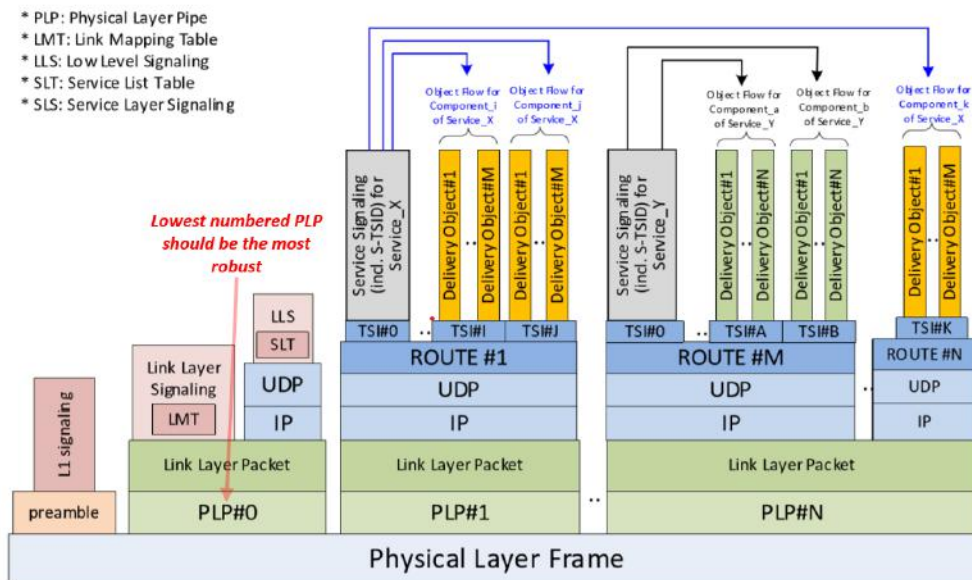 * PLP: Physical Layer Pipe
* LMT: Link Mapping Table
* LLS: Low Level Signaling
* SLT: Service List Table
* SLS: Service Layer Signaling
Object Flow for
Component_i
of Service_X
Object Flow for
Component_j
of Service_X
Object Flow for
Component_a
of Service_Y
Object Flow for
Component_b
of Service_Y
Object Flow for
Component_k
of Service_X
Lowest numbered PLP
should be the most
robust
Service Signaling
(incl. S-TSID) for
Service_X
Delivery Object#1
..
Delivery Object#M
Delivery Object#1
..
Delivery Object#M
Service Signaling
(incl. S-TSID) for
Service_Y
Delivery Object#1
..
Delivery Object#N
Delivery Object#1
..
Delivery Object#N
Delivery Object#1
..
Delivery Object#M
TSI#0
..
TSI#I
TSI#J
TSI#0
..
TSI#A
TSI#B
TSI#K
LLS
SLT
ROUTE #1
ROUTE #M
ROUTE #N
Link Layer
Signaling
LMT
UDP
UDP
UDP
..
UDP
IP
IP
IP
IP
L1 signaling
Link Layer Packet
Link Layer Packet
Link Layer Packet
preamble
PLP#0
PLP#1
..
PLP#N
Physical Layer Frame